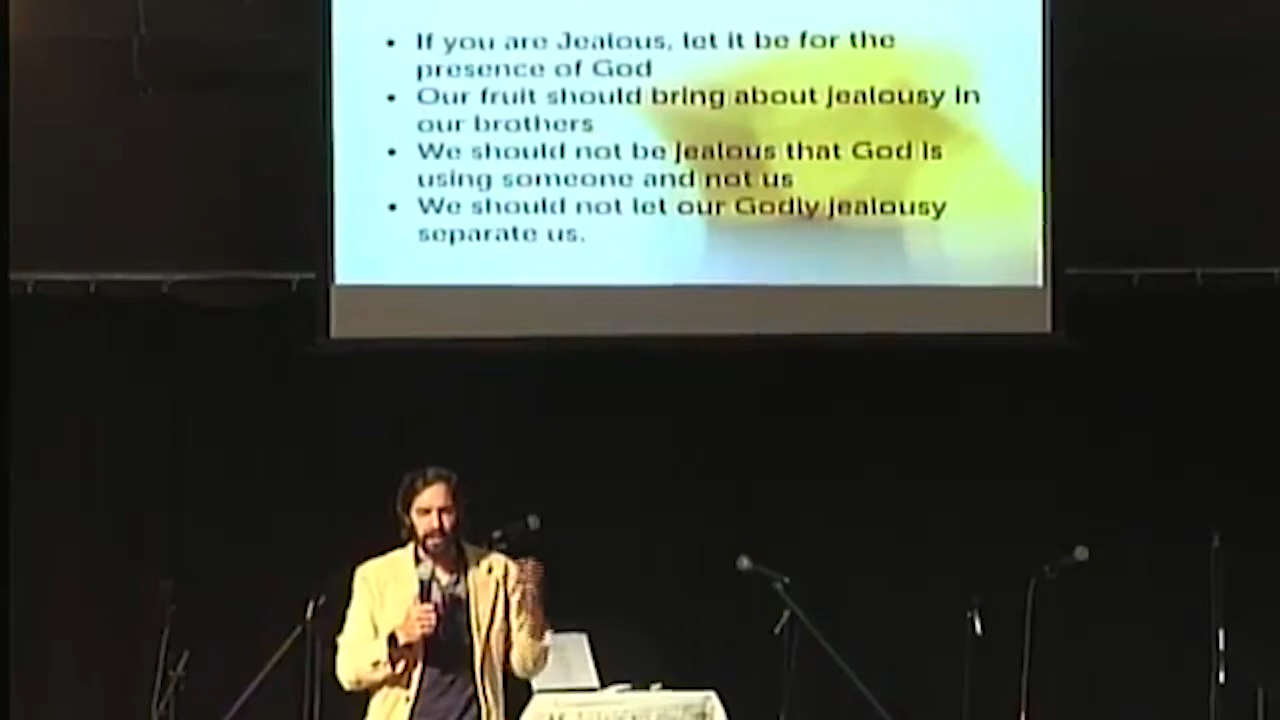 • If you are Jealous, let it be for the
presence of God
• Our fruit should bring about jealousy in
our brothers
• We should not be jealous that God is
using someone and not us
• We should not let our Godly jealousy
separate us.